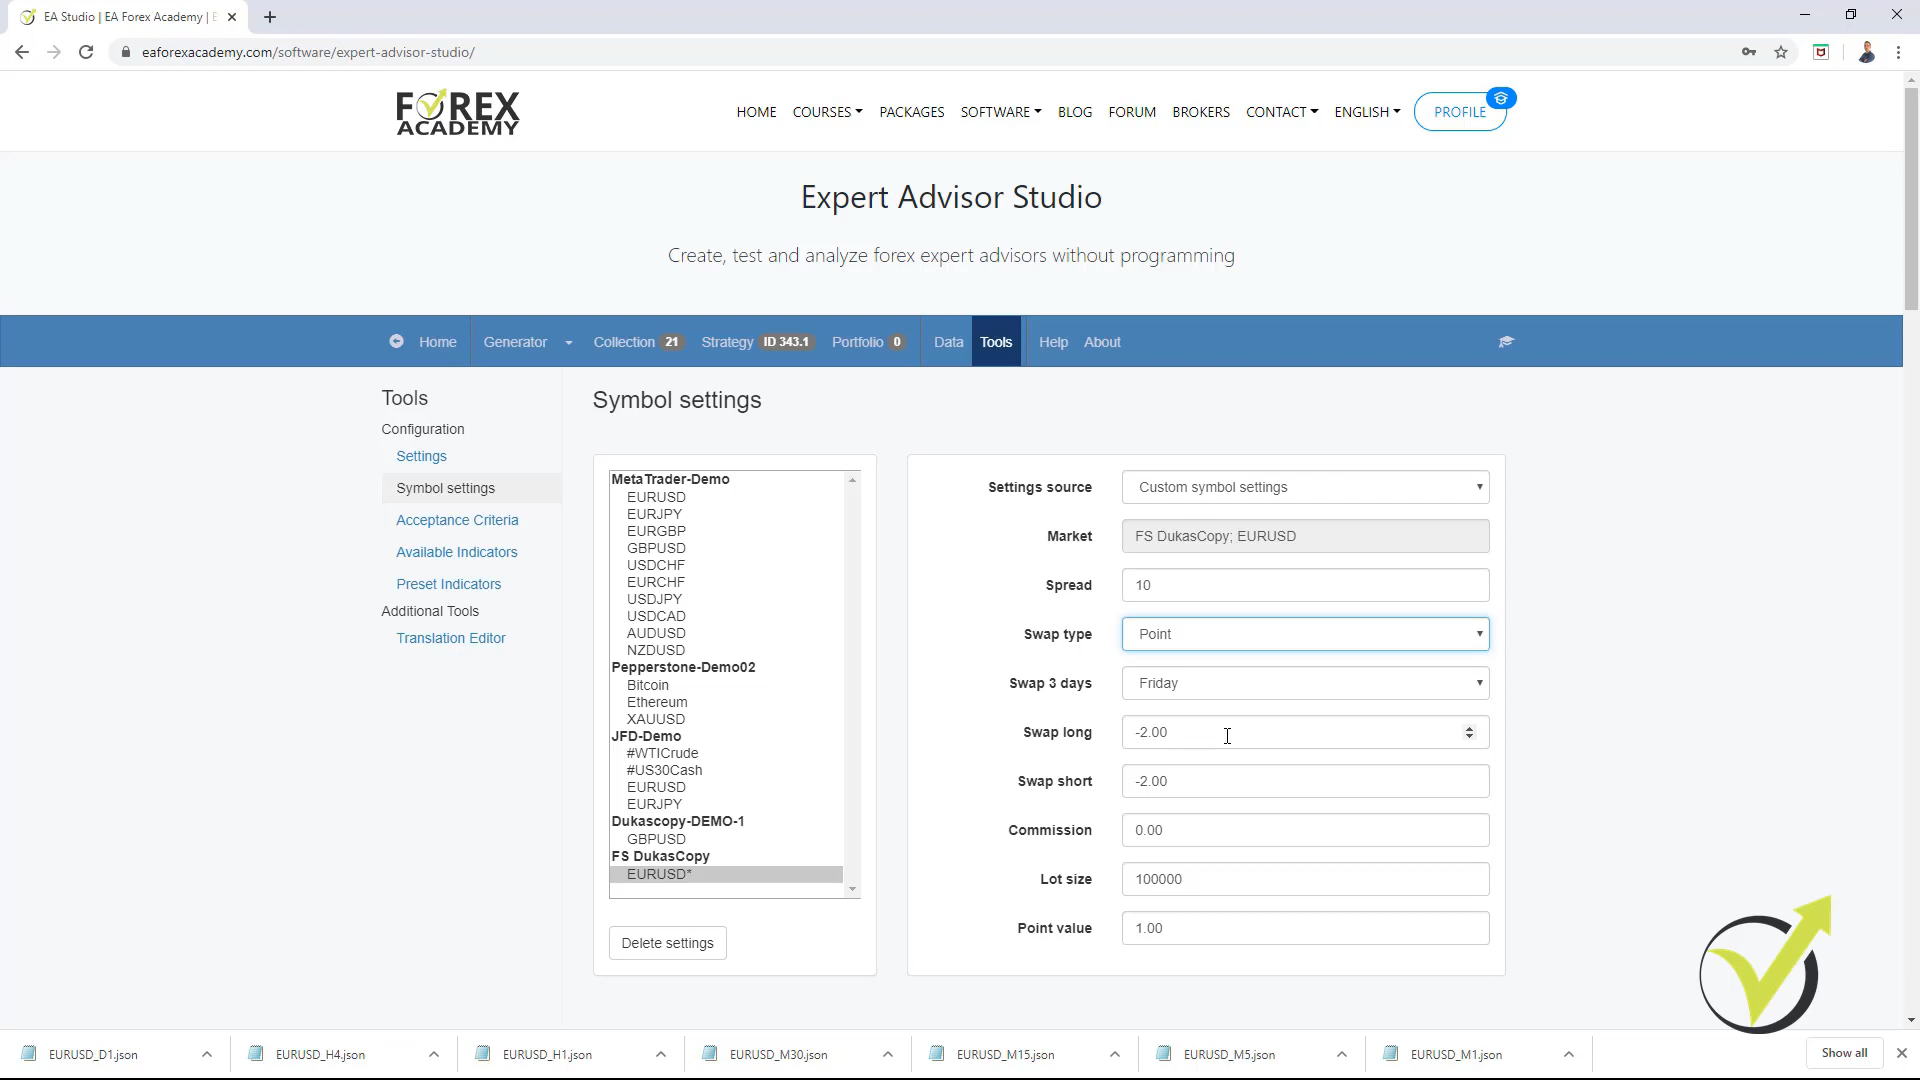 EA Studio | EA Forex Academy | E
eaforexacademy.com/software/expert-advisor-studio/
FOREX
ACADEMY
HOME COURSES PACKAGES SOFTWARE BLOG FORUM BROKERS CONTACT ENGLISH PROFILE
Expert Advisor Studio
Create, test and analyze forex expert advisors without programming
Home Generator Collection 21 Strategy ID 343.1 Portfolio 0 Data Tools Help About
Tools
Configuration
Settings
Symbol settings
Acceptance Criteria
Available Indicators
Preset Indicators
Additional Tools
Translation Editor
Symbol settings
MetaTrader-Demo
EURUSD
EURJPY
EURGBP
GBPUSD
USDCHF
EURCHF
USDJPY
USDCAD
AUDUSD
NZDUSD
Pepperstone-Demo02
Bitcoin
Ethereum
XAUUSD
JFD-Demo
#WTICrude
#US30Cash
EURUSD
EURJPY
Dukascopy-DEMO-1
GBPUSD
FS DukasCopy
EURUSD*
Delete settings
Settings source Custom symbol settings
Market FS DukasCopy; EURUSD
Spread 10
Swap type Point
Swap 3 days Friday
Swap long -2.00
Swap short -2.00
Commission 0.00
Lot size 100000
Point value 1.00
EURUSD_D1.json EURUSD_H4.json EURUSD_H1.json EURUSD_M30.json EURUSD_M15.json EURUSD_M5.json EURUSD_M1.json Show all